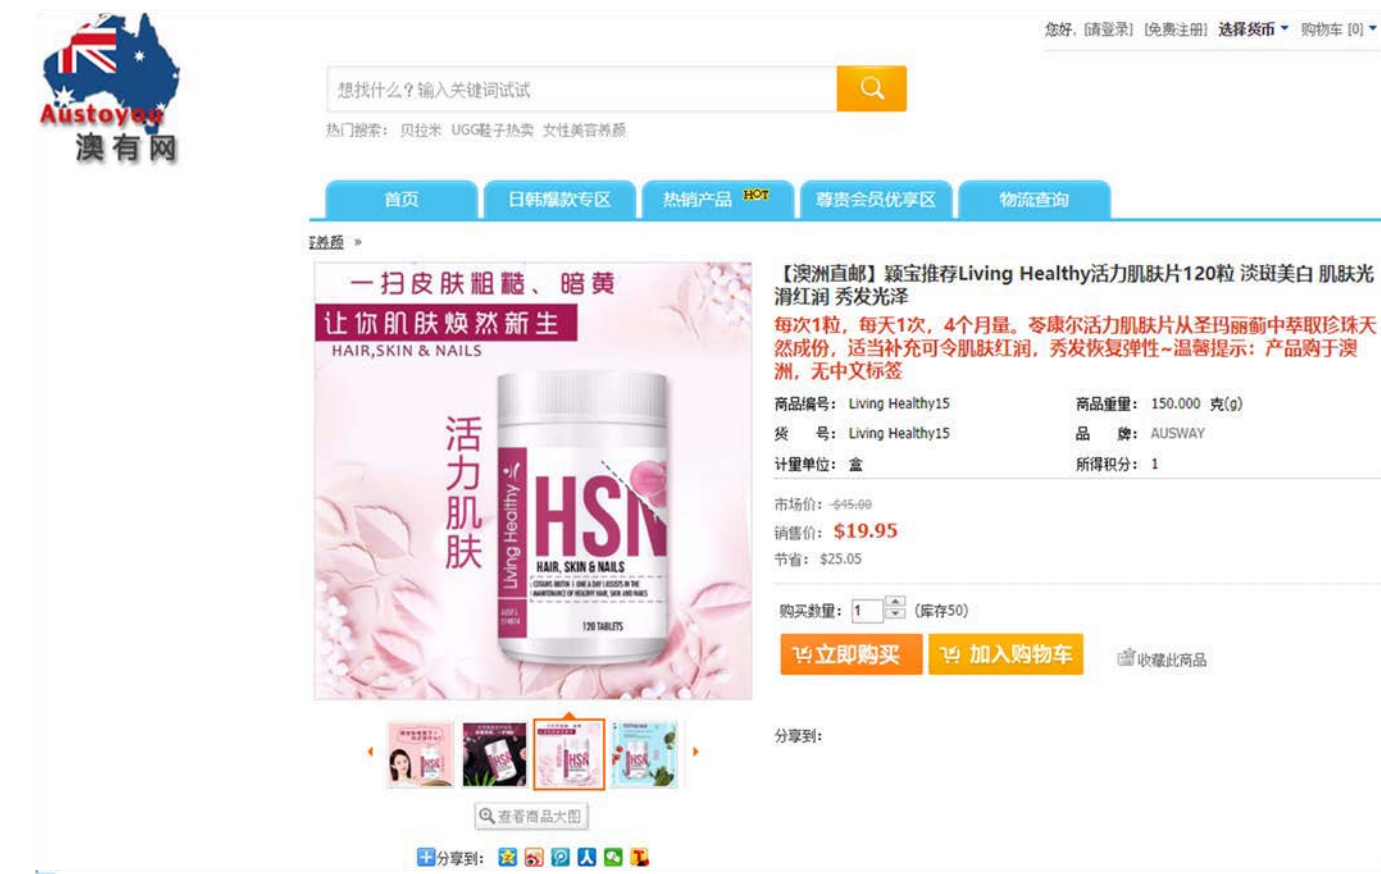 您好, [请登录] [免费注册] 选择货币 购物车 [0]
Austoyou
澳有网
想找什么？输入关键词试试
热门搜索： 贝拉米 UGG鞋子热卖 女性美容养颜
首页 日韩爆款专区 热销产品 HOT 尊贵会员优享区 物流查询
容养颜 »
一扫皮肤粗糙、暗黄
让你肌肤焕然新生
HAIR,SKIN & NAILS
活力肌肤
Living Healthy
HSN
HAIR, SKIN & NAILS
120 TABLETS
【澳洲直邮】颖宝推荐Living Healthy活力肌肤片120粒 淡斑美白 肌肤光
滑红润 秀发光泽
每次1粒，每天1次，4个月量。苓康尔活力肌肤片从圣玛丽蓟中萃取珍珠天
然成份，适当补充可令肌肤红润，秀发恢复弹性~温馨提示：产品购于澳
洲，无中文标签
商品编号： Living Healthy15 商品重量： 150.000 克(g)
货 号： Living Healthy15 品 牌： AUSWAY
计量单位： 盒 所得积分： 1
市场价： $45.00
销售价： $19.95
节省： $25.05
购买数量： 1 (库存50)
立即购买 加入购物车 收藏此商品
分享到：
查看商品大图
分享到：